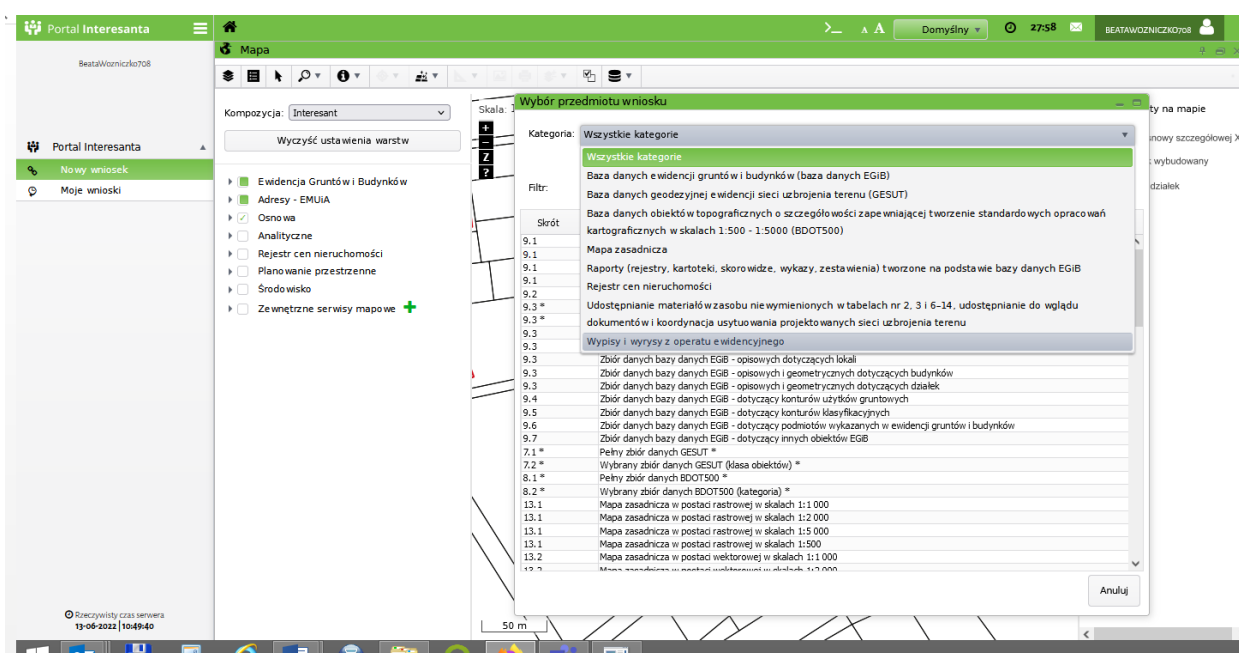 Portal Interesanta
A A
Domyślny
27:58
BEATAWOZNICZKO708
BeataWozniczko708
Mapa
Portal Interesanta
Nowy wniosek
Moje wnioski
Rzeczywisty czas serwera
13-06-2022 | 10:49:40
Kompozycja: Interesant
Wyczyść ustawienia warstw
Ewidencja Gruntów i Budynków
Adresy - EMUiA
Osnowa
Analityczne
Rejestr cen nieruchomości
Planowanie przestrzenne
Środowisko
Zewnętrzne serwisy mapowe
Skala: 1
+
–
Z
?
50 m
Wybór przedmiotu wniosku
Kategoria: Wszystkie kategorie
Wszystkie kategorie
Baza danych ewidencji gruntów i budynków (baza danych EGiB)
Baza danych geodezyjnej ewidencji sieci uzbrojenia terenu (GESUT)
Baza danych obiektów topograficznych o szczegółowości zapewniającej tworzenie standardowych opracowań
kartograficznych w skalach 1:500 - 1:5000 (BDOT500)
Mapa zasadnicza
Raporty (rejestry, kartoteki, skorowidze, wykazy, zestawienia) tworzone na podstawie bazy danych EGiB
Rejestr cen nieruchomości
Udostępnianie materiałów zasobu niewymienionych w tabelach nr 2, 3 i 6–14, udostępnianie do wglądu
dokumentów i koordynacja usytuowania projektowanych sieci uzbrojenia terenu
Wypisy i wyrysy z operatu ewidencyjnego
Filtr:
Skrót
9.1
9.1
9.1
9.1
9.2
9.3 *
9.3 *
9.3
9.3
9.3 Zbiór danych bazy danych EGiB - opisowych dotyczących lokali
9.3 Zbiór danych bazy danych EGiB - opisowych i geometrycznych dotyczących budynków
9.3 Zbiór danych bazy danych EGiB - opisowych i geometrycznych dotyczących działek
9.4 Zbiór danych bazy danych EGiB - dotyczący konturów użytków gruntowych
9.5 Zbiór danych bazy danych EGiB - dotyczący konturów klasyfikacyjnych
9.6 Zbiór danych bazy danych EGiB - dotyczący podmiotów wykazanych w ewidencji gruntów i budynków
9.7 Zbiór danych bazy danych EGiB - dotyczący innych obiektów EGiB
7.1 * Pełny zbiór danych GESUT *
7.2 * Wybrany zbiór danych GESUT (klasa obiektów) *
8.1 * Pełny zbiór danych BDOT500 *
8.2 * Wybrany zbiór danych BDOT500 (kategoria) *
13.1 Mapa zasadnicza w postaci rastrowej w skalach 1:1 000
13.1 Mapa zasadnicza w postaci rastrowej w skalach 1:2 000
13.1 Mapa zasadnicza w postaci rastrowej w skalach 1:5 000
13.1 Mapa zasadnicza w postaci rastrowej w skalach 1:500
13.2 Mapa zasadnicza w postaci wektorowej w skalach 1:1 000
13.2 Mapa zasadnicza w postaci wektorowej w skalach 1:2 000
Anuluj
ty na mapie
snowy szczegółowej X
wybudowany
działek